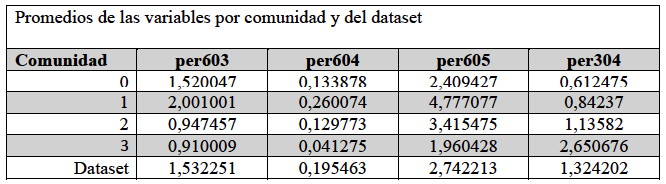 Promedios de las variables por comunidad y del dataset
Comunidad per603 per604 per605 per304
0 1,520047 0,133878 2,409427 0,612475
1 2,001001 0,260074 4,777077 0,84237
2 0,947457 0,129773 3,415475 1,13582
3 0,910009 0,041275 1,960428 2,650676
Dataset 1,532251 0,195463 2,742213 1,324202